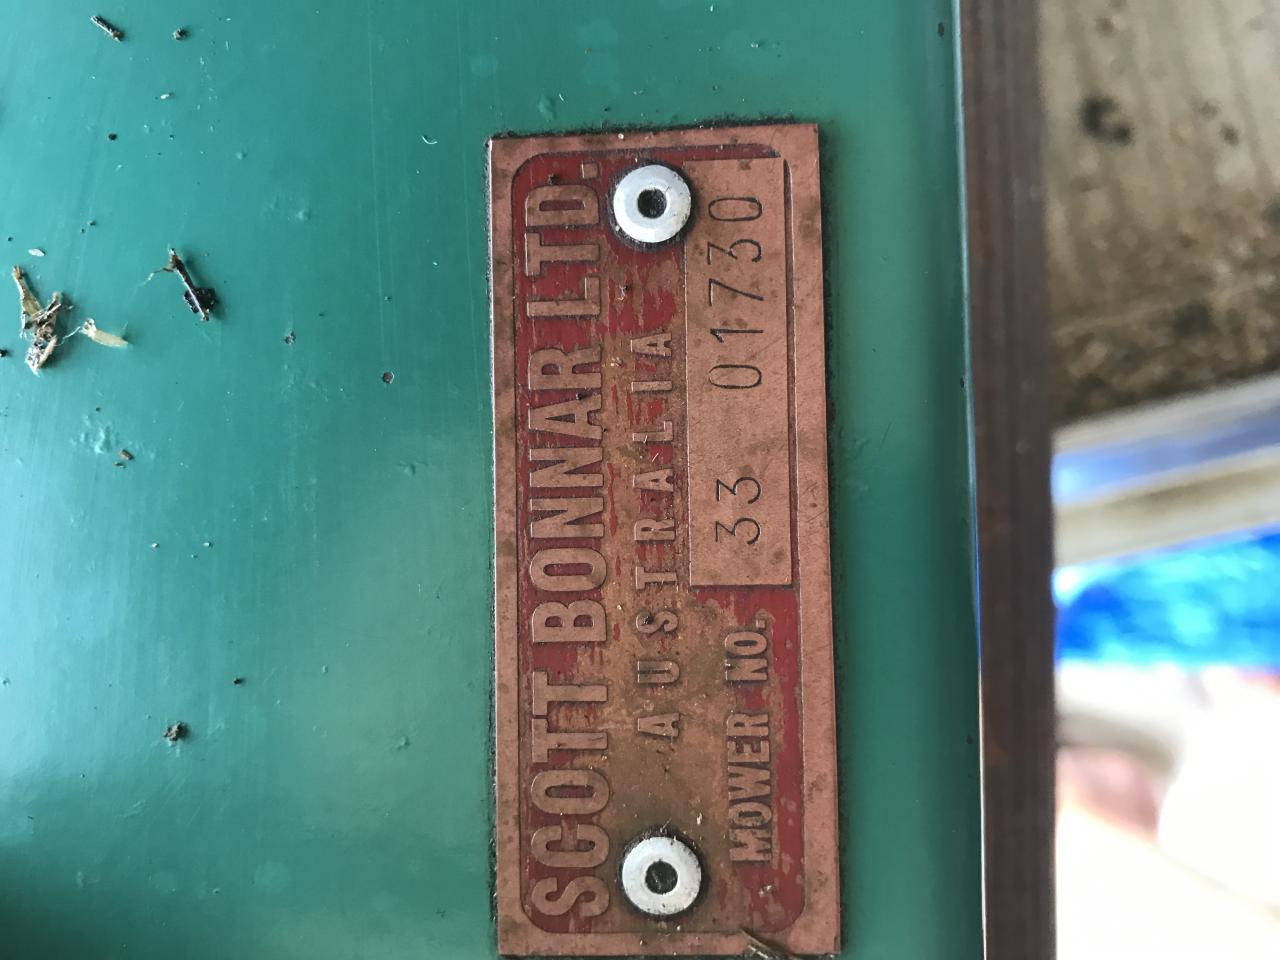 SCOTT BONNAR LTD.
AUSTRALIA
MOWER NO. 33 01730